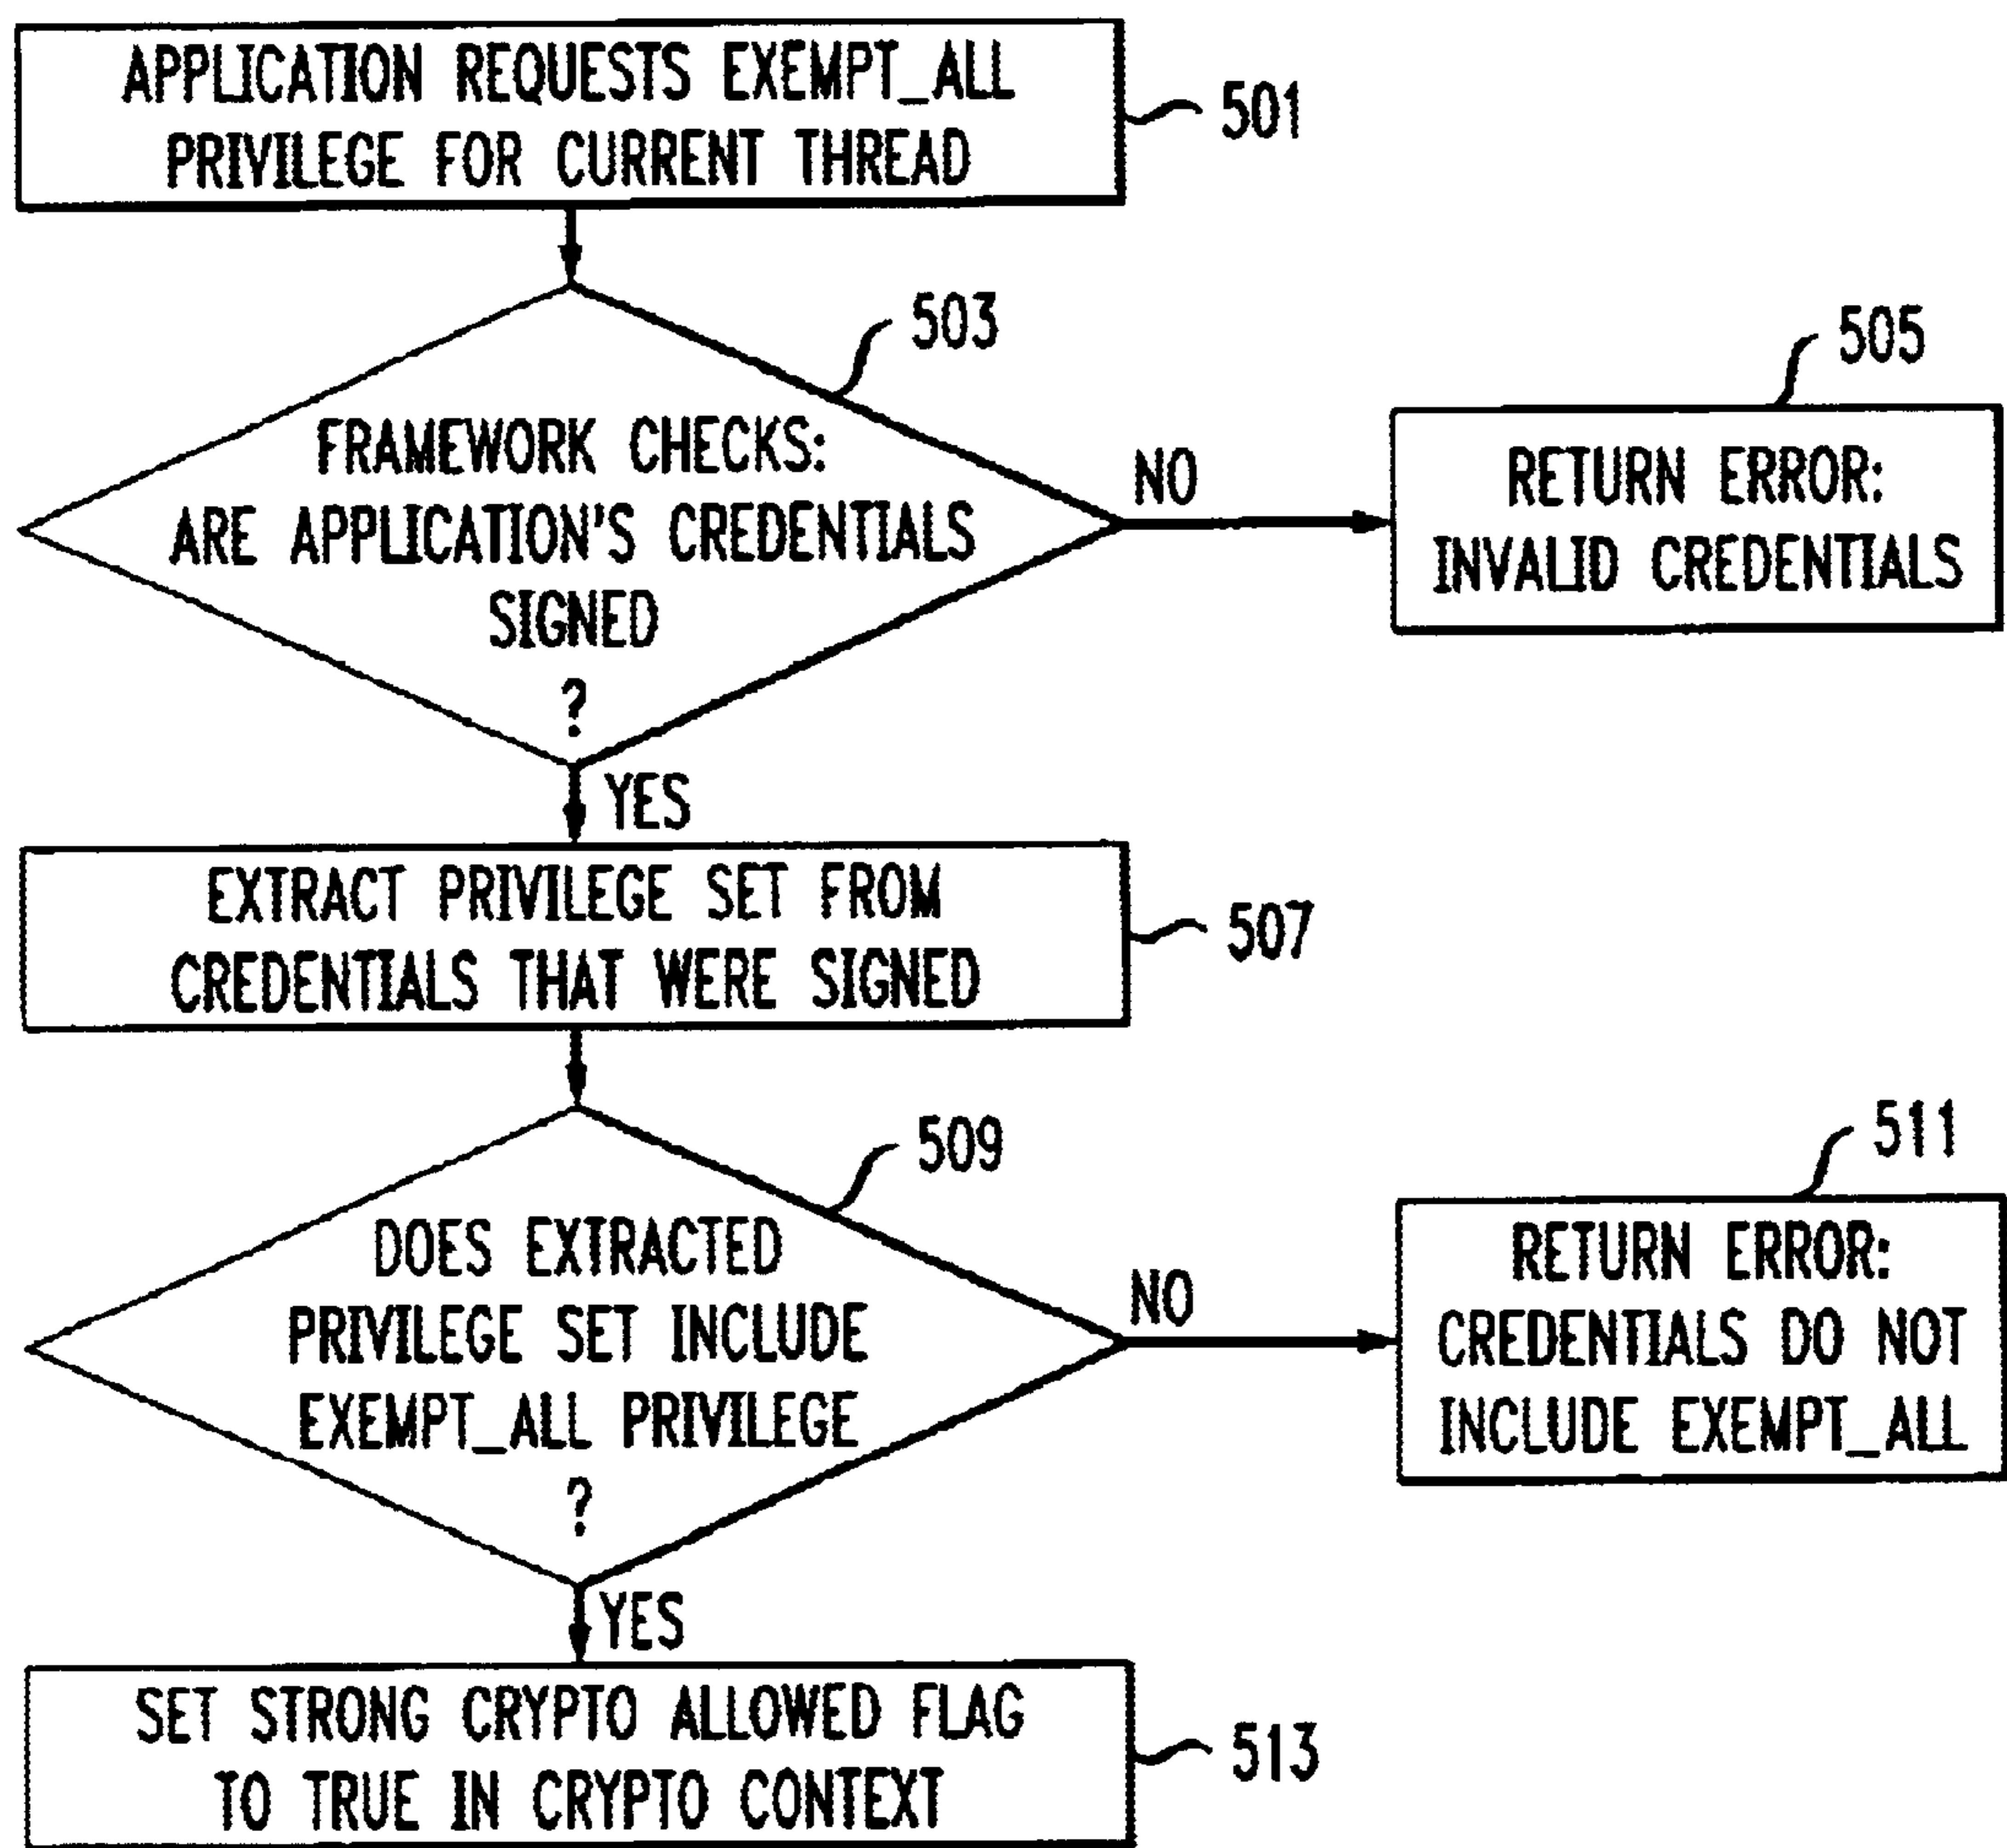 APPLICATION REQUESTS EXEMPT_ALL
PRIVILEGE FOR CURRENT THREAD
501
503
FRAMEWORK CHECKS:
ARE APPLICATION'S CREDENTIALS
SIGNED
?
NO
505
RETURN ERROR:
INVALID CREDENTIALS
YES
EXTRACT PRIVILEGE SET FROM
CREDENTIALS THAT WERE SIGNED
507
509
DOES EXTRACTED
PRIVILEGE SET INCLUDE
EXEMPT_ALL PRIVILEGE
?
NO
511
RETURN ERROR:
CREDENTIALS DO NOT
INCLUDE EXEMPT_ALL
YES
SET STRONG CRYPTO ALLOWED FLAG
TO TRUE IN CRYPTO CONTEXT
513